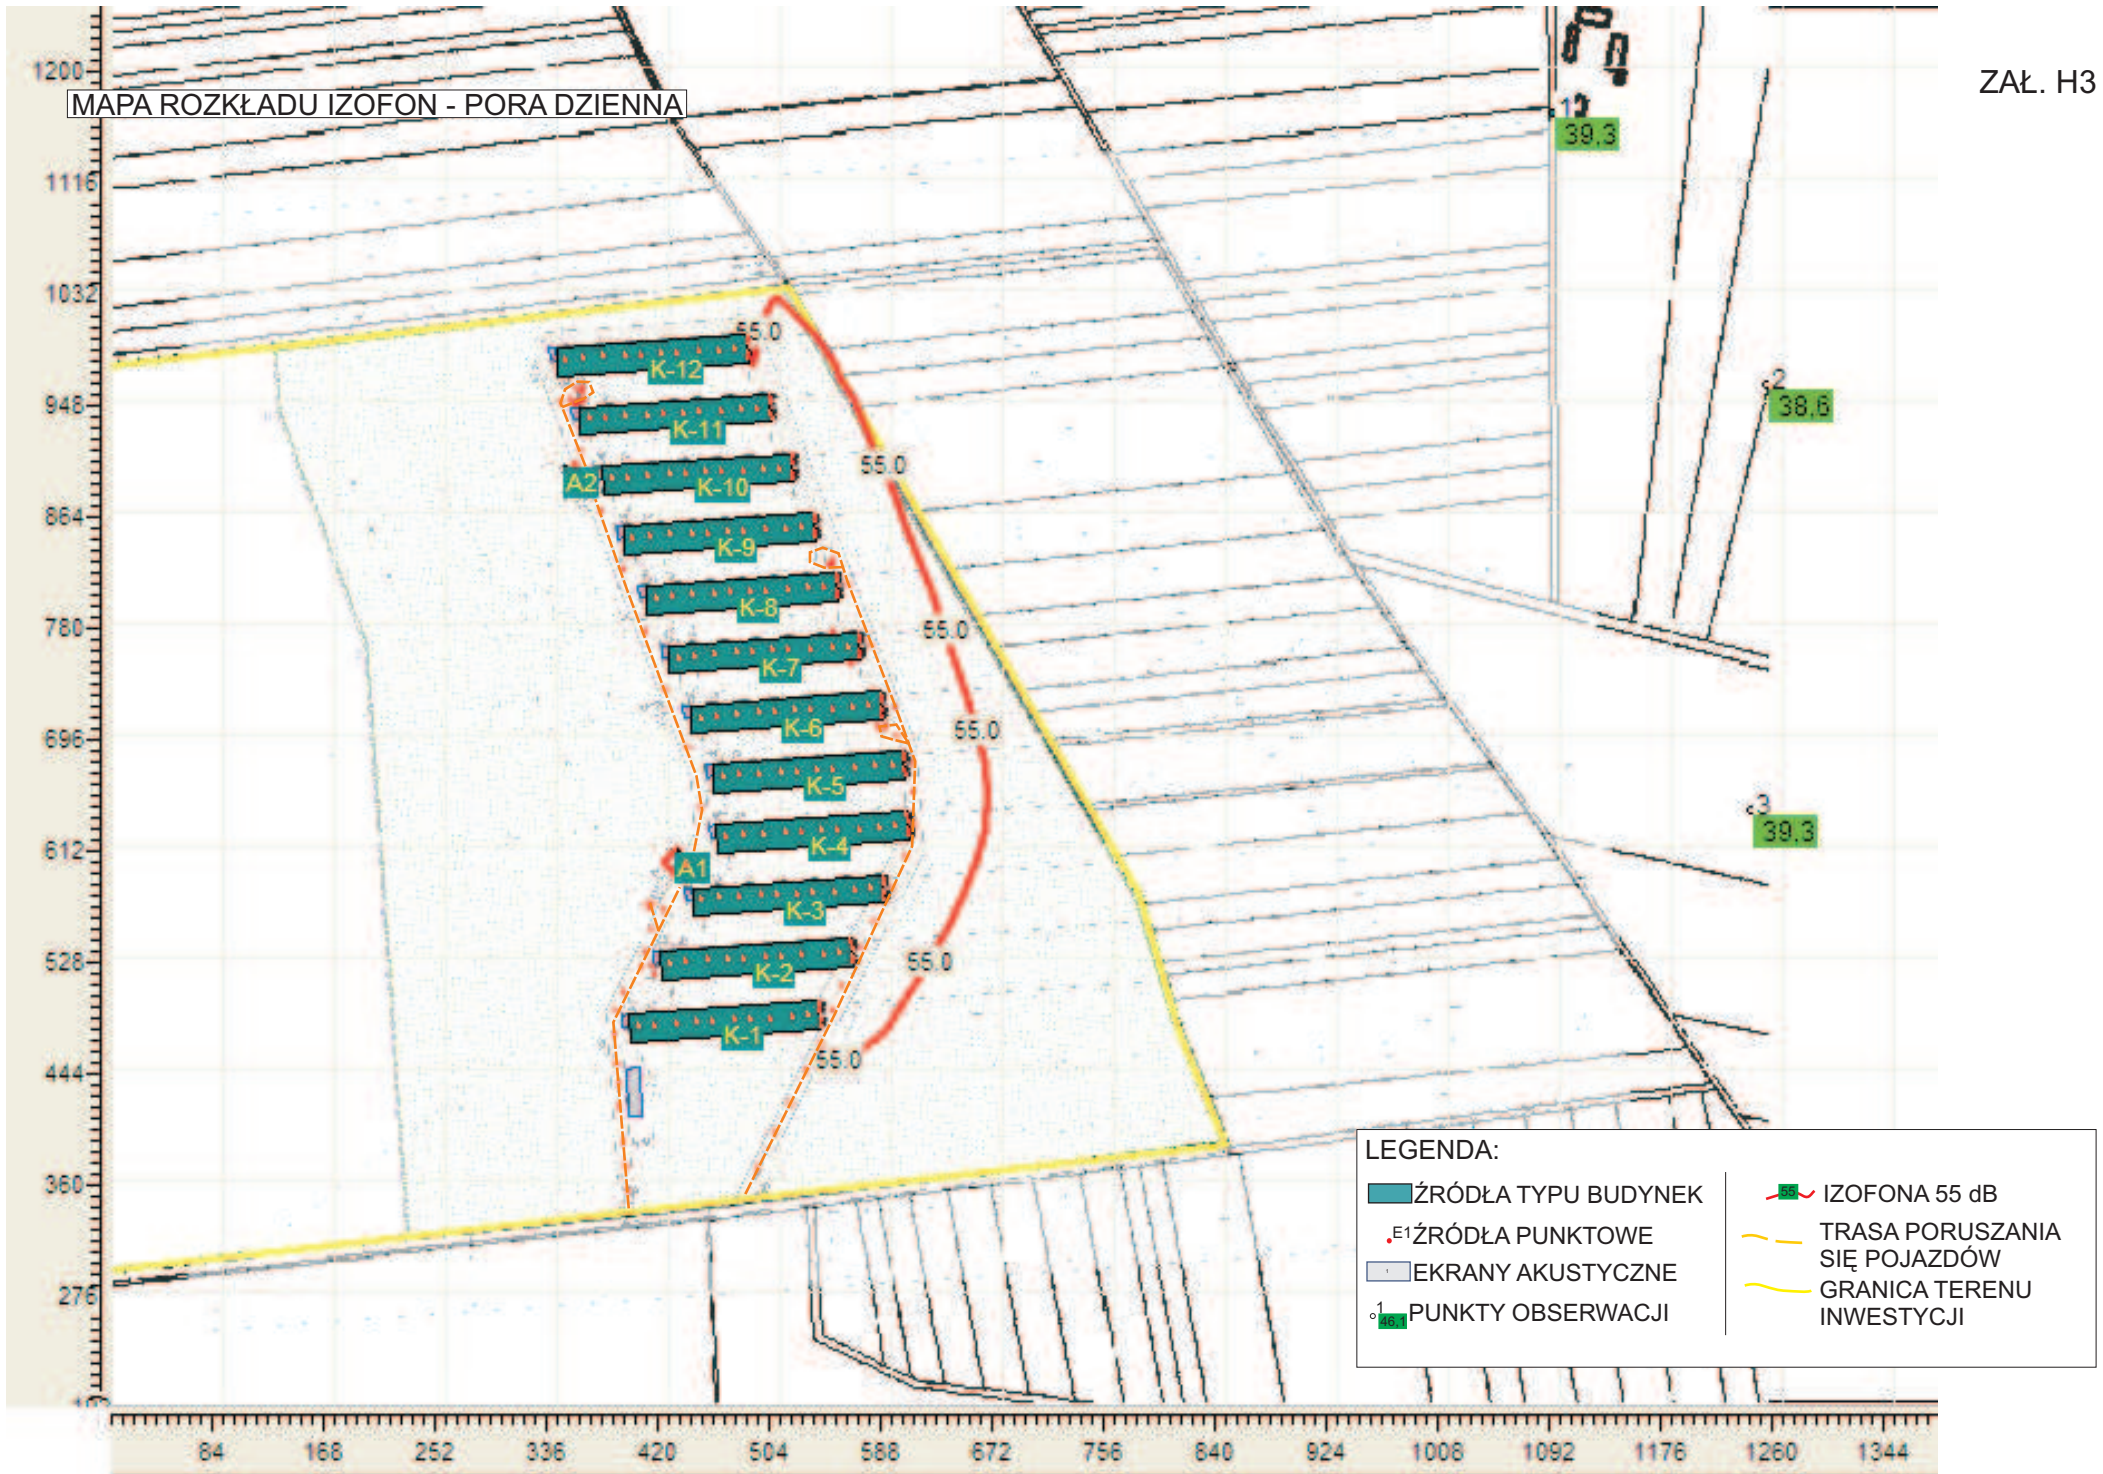 ZAŁ. H3
MAPA ROZKŁADU IZOFON - PORA DZIENNA
1200
1116
1032
948
864
780
696
612
528
444
360
276
1
39,3
2
38,6
3
39.3
55.0
55.0
55.0
55.0
55.0
55.0
K-12
K-11
A2
K-10
K-9
K-8
K-7
K-6
K-5
K-4
A1
K-3
K-2
K-1
LEGENDA:
ŹRÓDŁA TYPU BUDYNEK
E1 ŹRÓDŁA PUNKTOWE
EKRANY AKUSTYCZNE
1
46,1 PUNKTY OBSERWACJI
55 IZOFONA 55 dB
TRASA PORUSZANIA
SIĘ POJAZDÓW
GRANICA TERENU
INWESTYCJI
84 168 252 336 420 504 588 672 756 840 924 1008 1092 1176 1260 1344